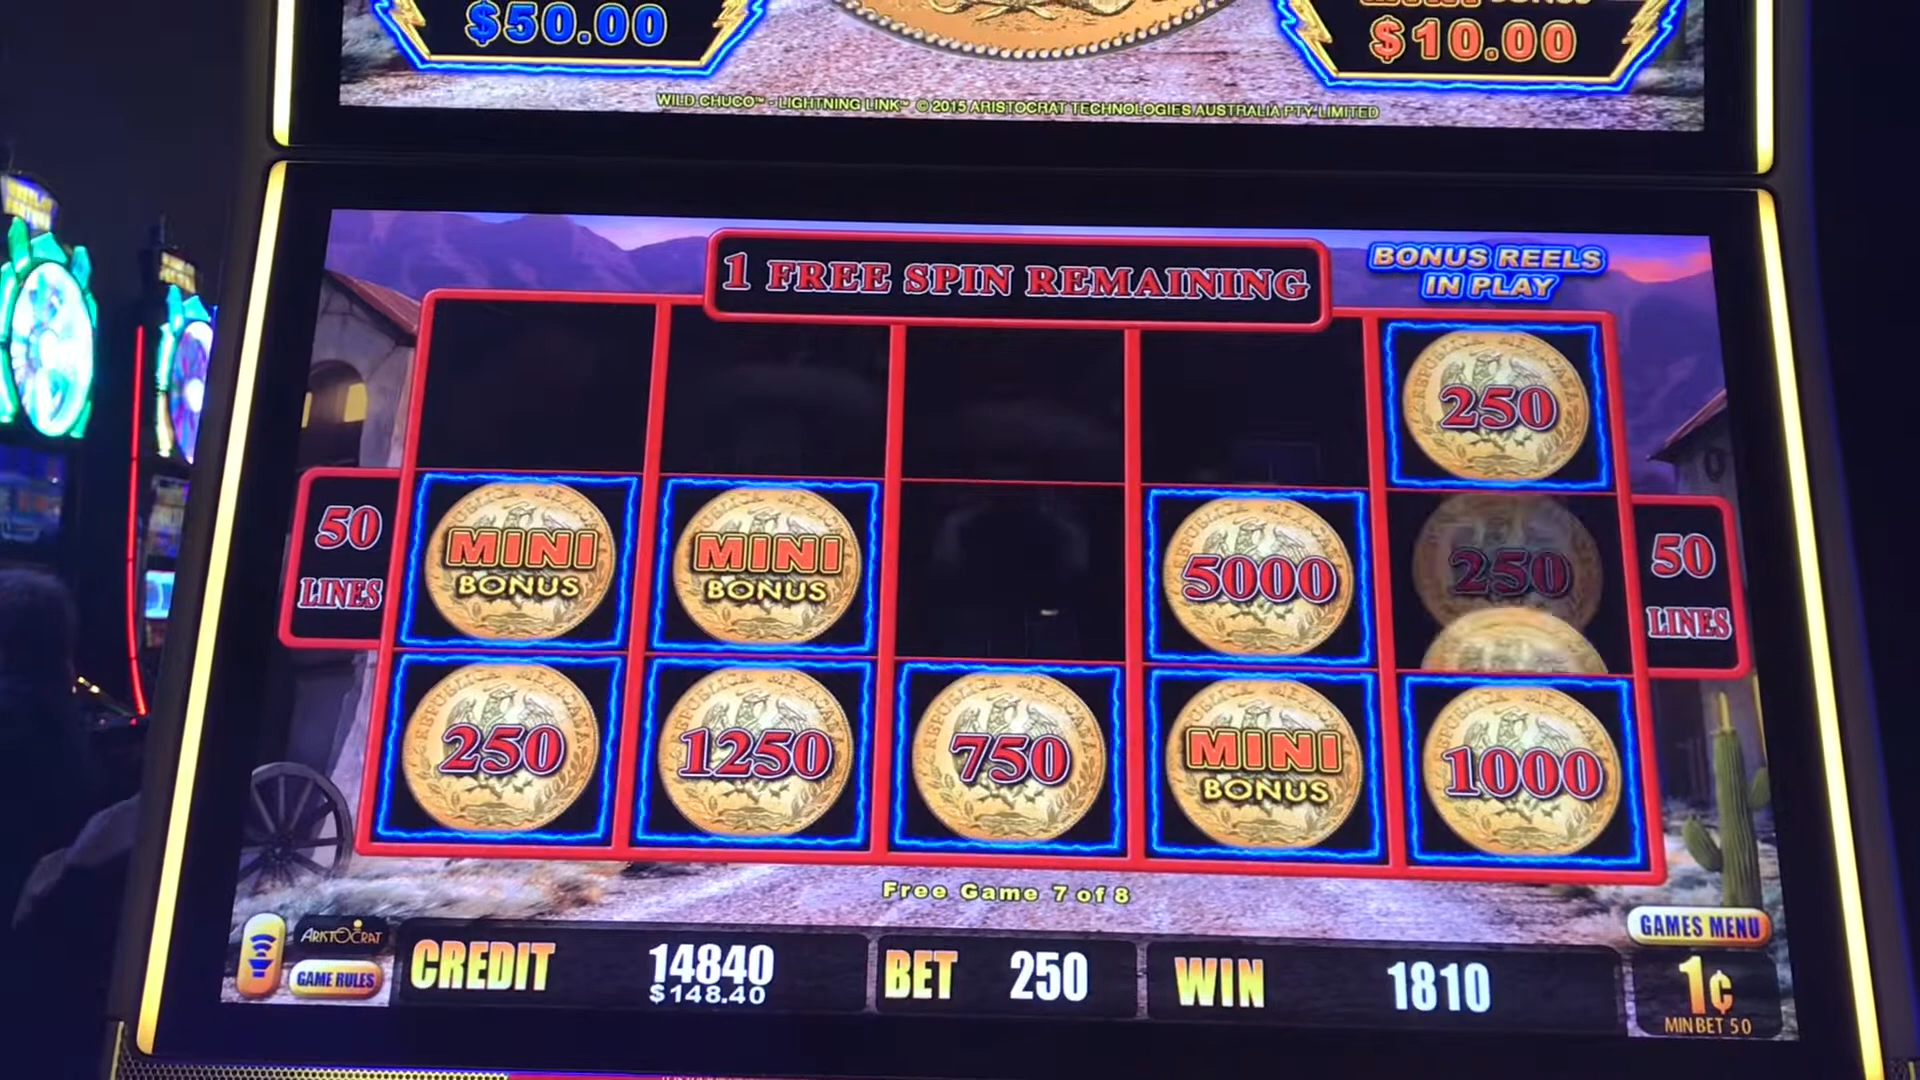 $50.00
$10.00
WILD CHUCO™ - LIGHTNING LINK™ © 2015 ARISTOCRAT TECHNOLOGIES AUSTRALIA PTY LIMITED
1 FREE SPIN REMAINING
BONUS REELS
IN PLAY
250
50
LINES
MINI
BONUS
MINI
BONUS
5000
250
50
LINES
250
1250
750
MINI
BONUS
1000
Free Game 7 of 8
GAMES MENU
ARISTOCRAT
GAME RULES
CREDIT
14840
$148.40
BET
250
WIN
1810
1¢
MIN BET 50